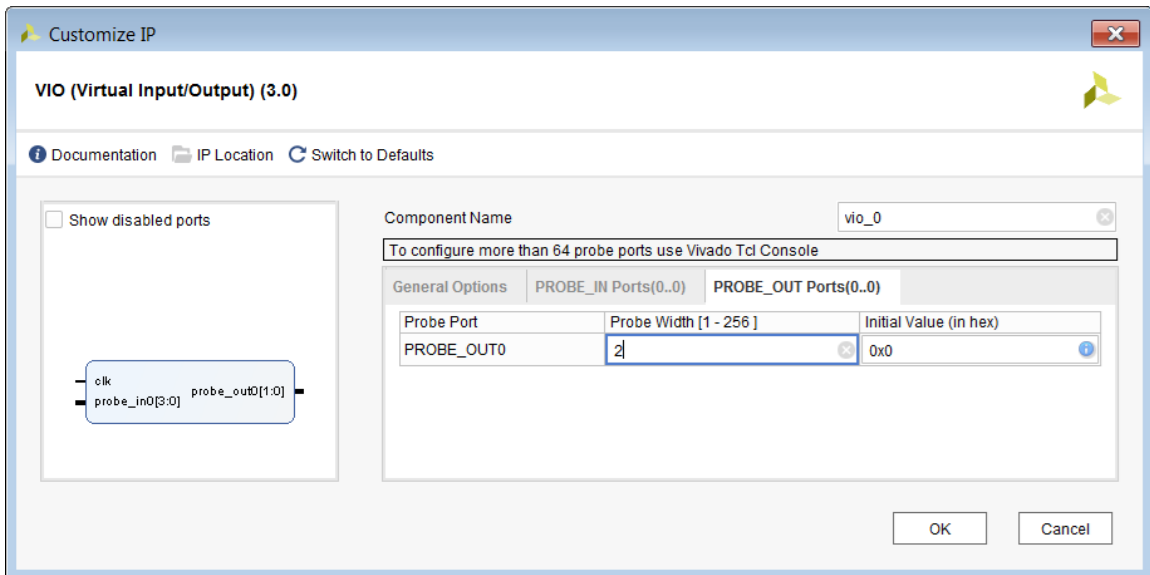 Customize IP
VIO (Virtual Input/Output) (3.0)
Documentation IP Location Switch to Defaults
Show disabled ports
clk
probe_in0[3:0]
probe_out0[1:0]
Component Name vio_0
To configure more than 64 probe ports use Vivado Tcl Console
General Options PROBE_IN Ports(0..0) PROBE_OUT Ports(0..0)
Probe Port Probe Width [1 - 256 ] Initial Value (in hex)
PROBE_OUT0 2 0x0
OK Cancel